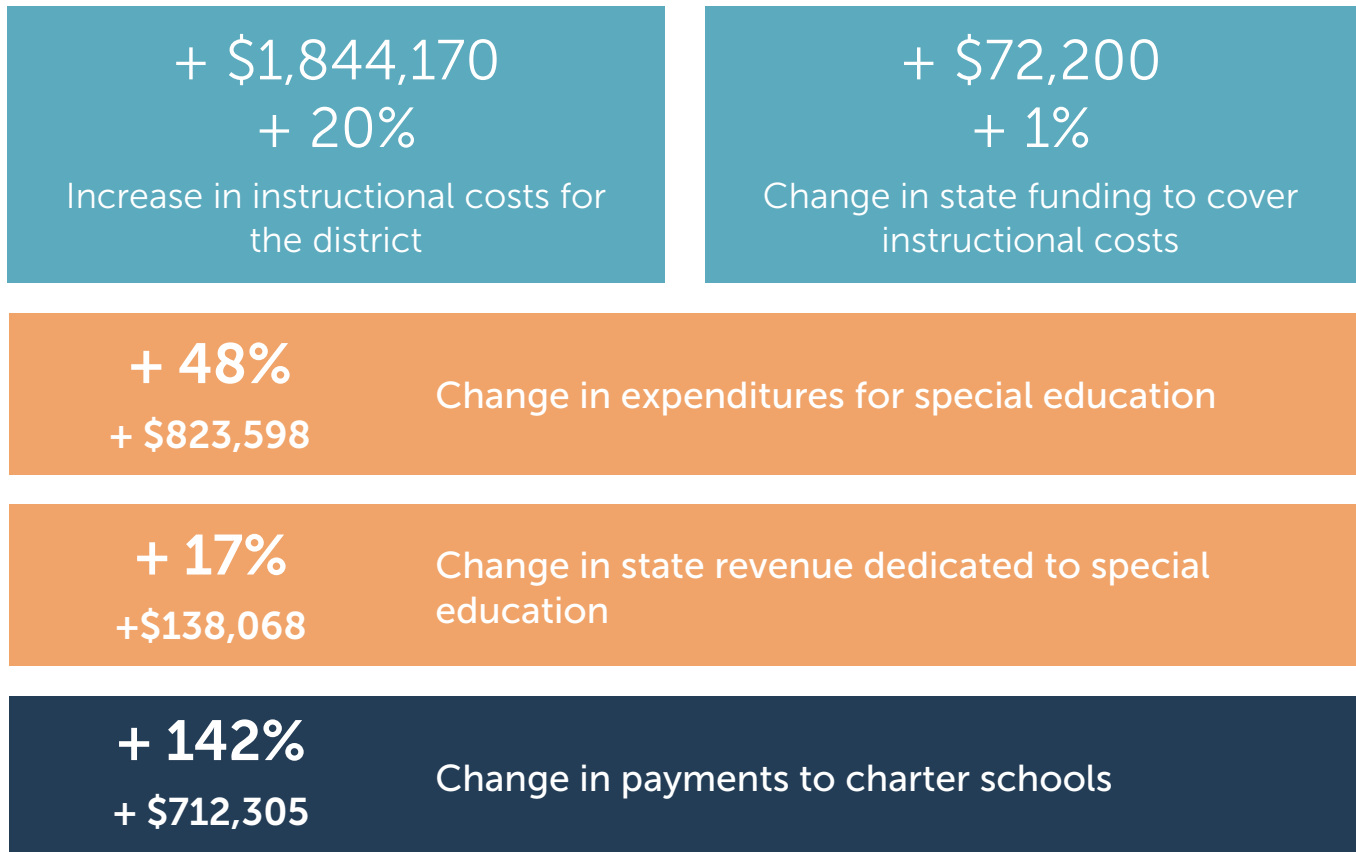 + $1,844,170
+ 20%
Increase in instructional costs for
the district
+ $72,200
+ 1%
Change in state funding to cover
instructional costs
+ 48%
+ $823,598
Change in expenditures for special education
+ 17%
+$138,068
Change in state revenue dedicated to special
education
+ 142%
+ $712,305
Change in payments to charter schools